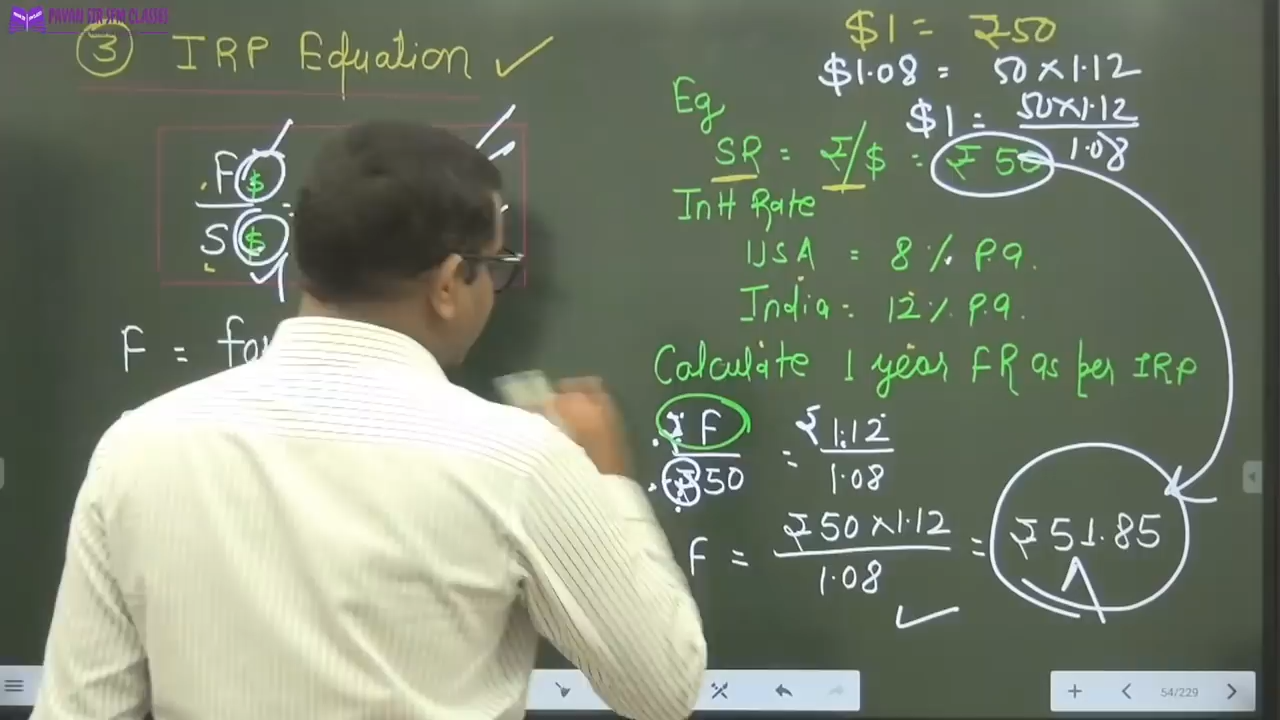 PAVAN SIR SFM CLASSES
③ IRP Equation ✓
F$
S$
F = for
$1 = ₹50
$1.08 = 50 × 1.12
$1 = 50×1.12 / 1.08
Eg
SR = ₹/$ = ₹50
Int Rate
USA = 8% p.a.
India = 12% p.a.
Calculate 1 year FR as per IRP
F / ₹50 = ₹ 1.12 / 1.08
F = ₹50×1.12 / 1.08 = ₹51.85
54/229